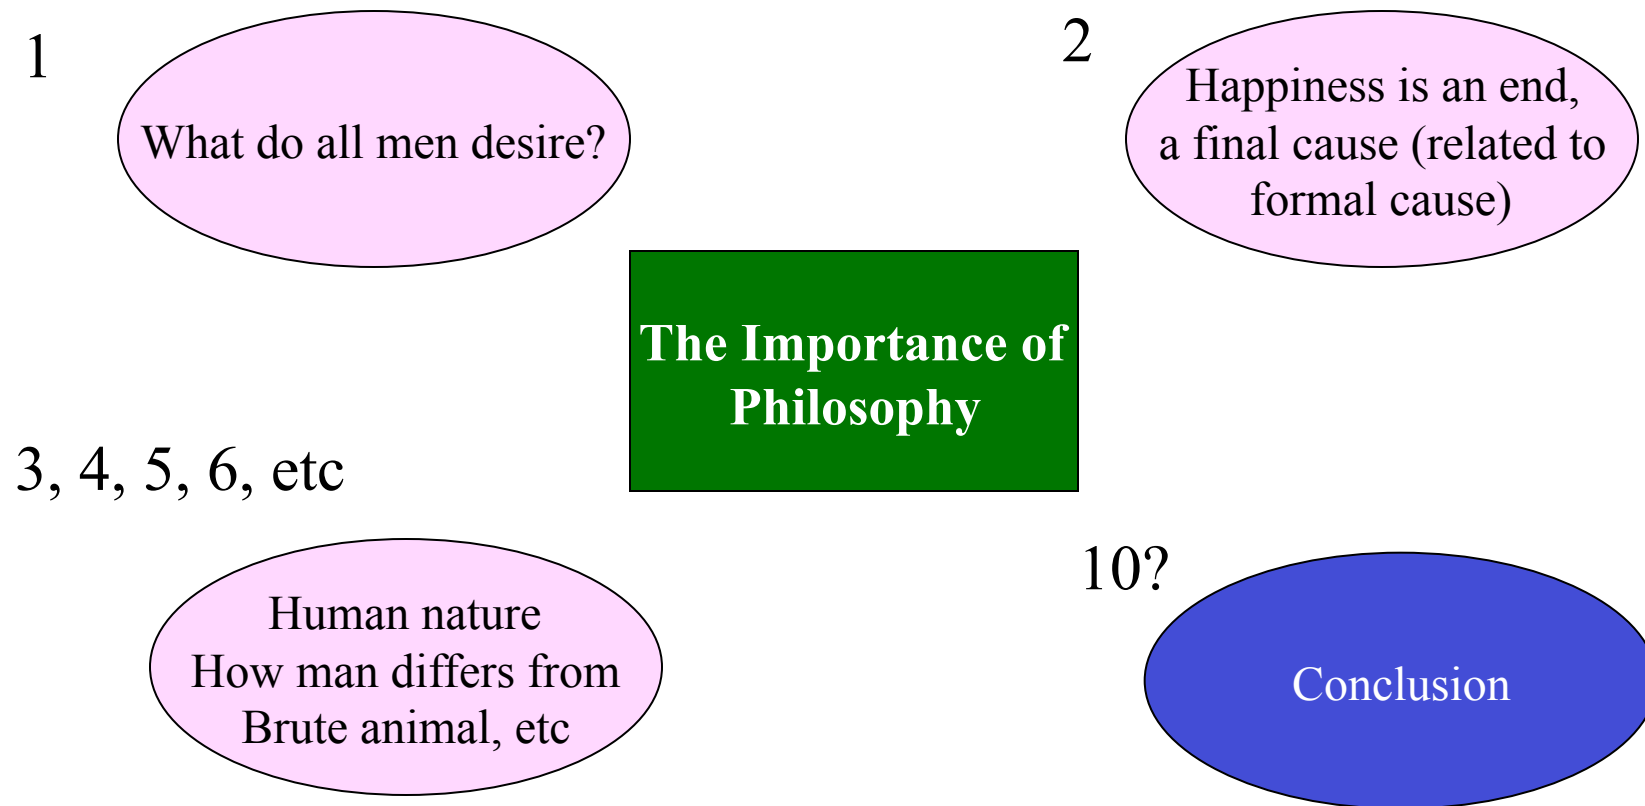 1
What do all men desire?
2
Happiness is an end,
a final cause (related to
formal cause)
The Importance of
Philosophy
3, 4, 5, 6, etc
Human nature
How man differs from
Brute animal, etc
10?
Conclusion